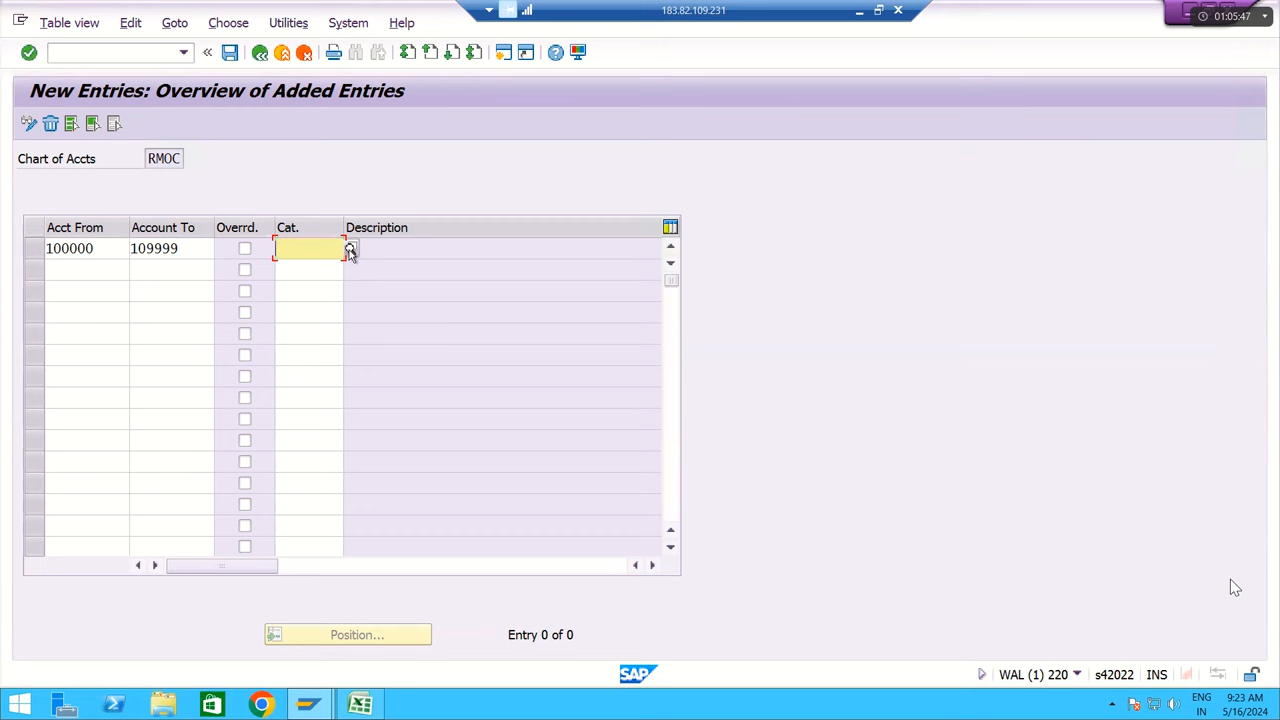 183.82.109.231
01:05:47
Table view Edit Goto Choose Utilities System Help
New Entries: Overview of Added Entries
Chart of Accts RMOC
Acct From Account To Overrd. Cat. Description
100000 109999
Position... Entry 0 of 0
SAP WAL (1) 220 s42022 INS
ENG 9:23 AM
IN 5/16/2024